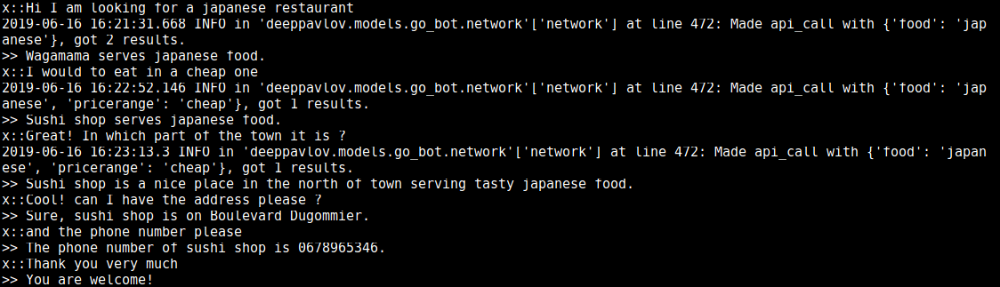 x::Hi I am looking for a japanese restaurant
2019-06-16 16:21:31.668 INFO in 'deeppavlov.models.go_bot.network'['network'] at line 472: Made api_call with {'food': 'jap
anese'}, got 2 results.
>> Wagamama serves japanese food.
x::I would to eat in a cheap one
2019-06-16 16:22:52.146 INFO in 'deeppavlov.models.go_bot.network'['network'] at line 472: Made api_call with {'food': 'jap
anese', 'pricerange': 'cheap'}, got 1 results.
>> Sushi shop serves japanese food.
x::Great! In which part of the town it is ?
2019-06-16 16:23:13.3 INFO in 'deeppavlov.models.go_bot.network'['network'] at line 472: Made api_call with {'food': 'japan
ese', 'pricerange': 'cheap'}, got 1 results.
>> Sushi shop is a nice place in the north of town serving tasty japanese food.
x::Cool! can I have the address please ?
>> Sure, sushi shop is on Boulevard Dugommier.
x::and the phone number please
>> The phone number of sushi shop is 0678965346.
x::Thank you very much
>> You are welcome!